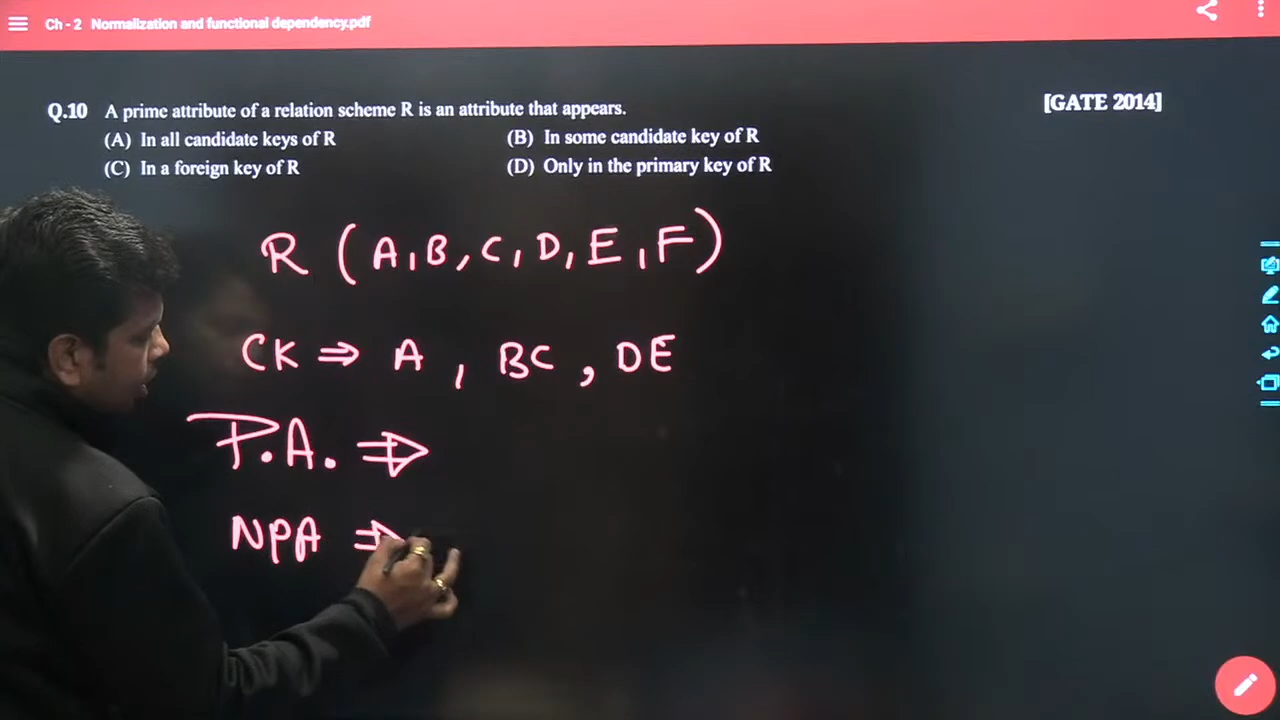 Ch - 2 Normalization and functional dependency.pdf
Q.10 A prime attribute of a relation scheme R is an attribute that appears. [GATE 2014]
(A) In all candidate keys of R (B) In some candidate key of R
(C) In a foreign key of R (D) Only in the primary key of R
R (A, B, C, D, E, F)
CK ⇒ A , BC , DE
P.A. ⇒
NPA ⇒